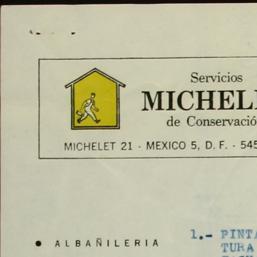 Servicios
MICHEL
de Conservació
MICHELET 21 - MEXICO 5, D. F. - 545
• ALBAÑILERIA
1.- PINTA
TURA